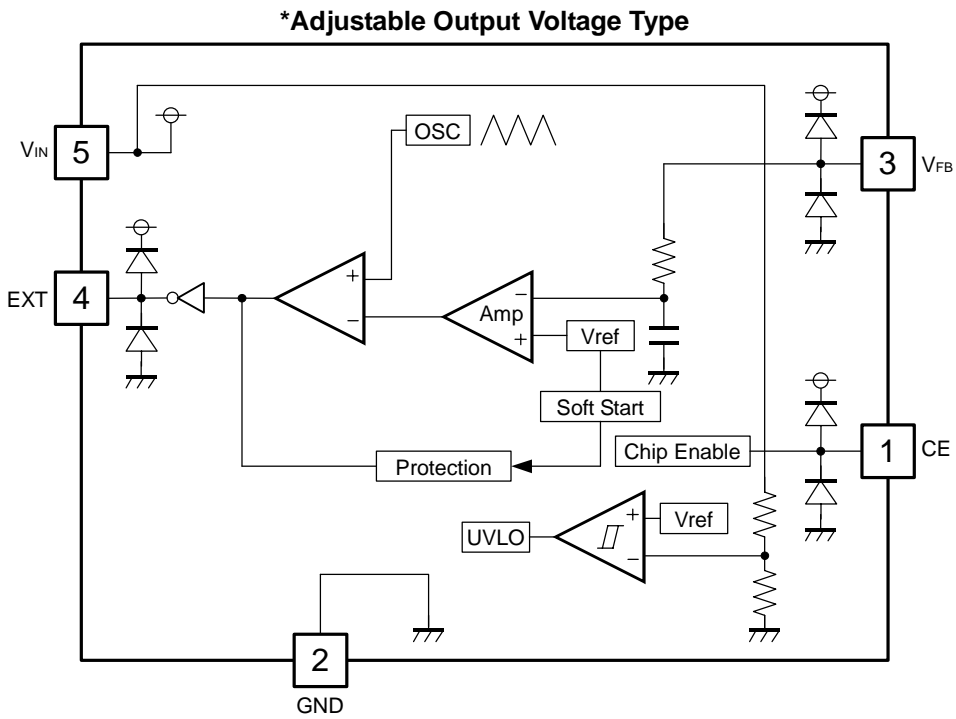 *Adjustable Output Voltage Type
OSC
VIN
5
3
VFB
EXT
4
+
−
Amp
−
+
Vref
Soft Start
Chip Enable
1
CE
Protection
UVLO
+
−
Vref
2
GND